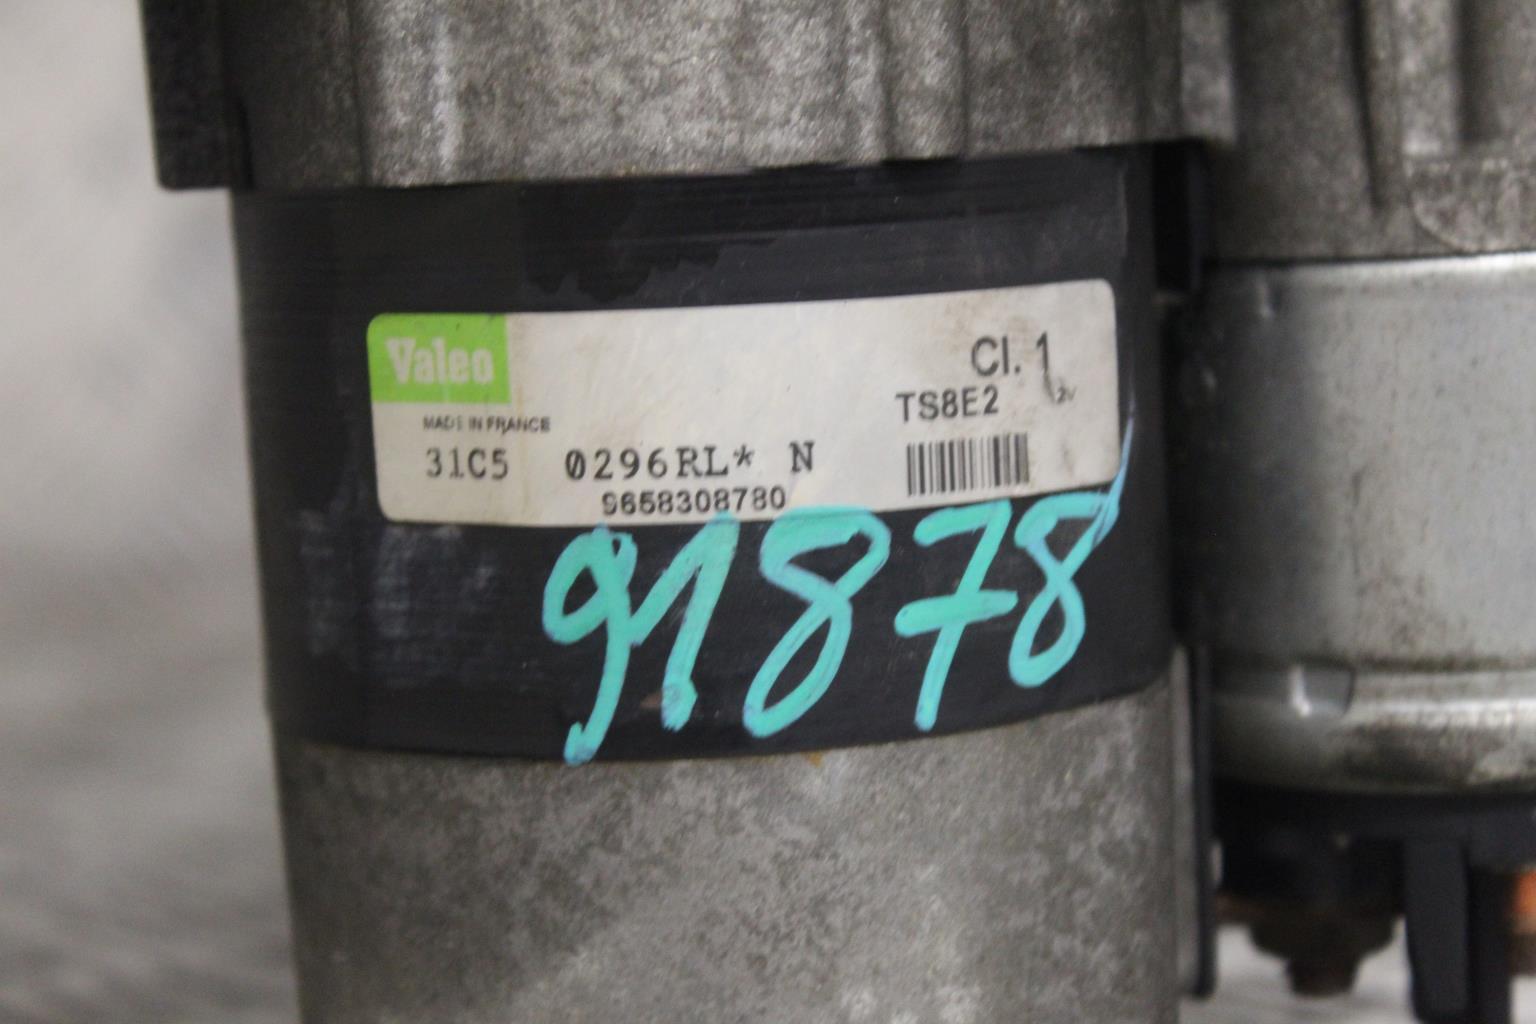 Valeo
Cl. 1
MADE IN FRANCE
TS8E2
31C5 0296RL* N
9658308780
91878